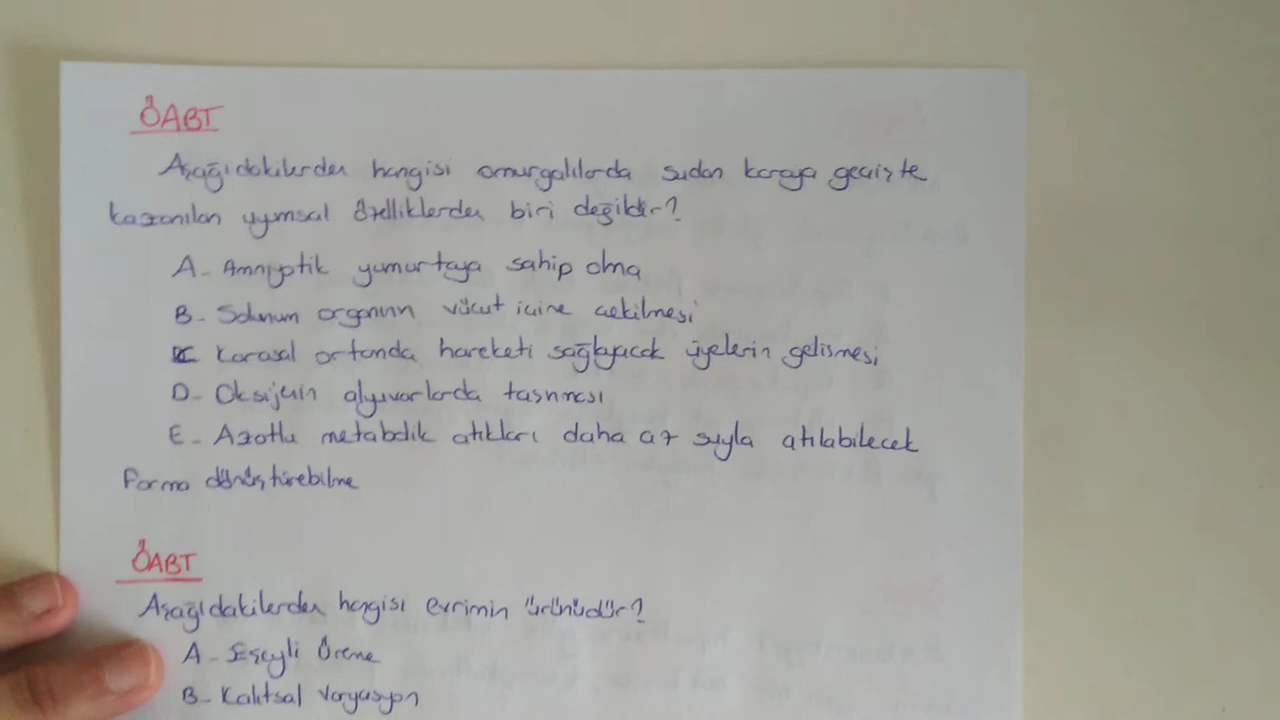 ÖABT
Aşağıdakilerden hangisi omurgalılarda sudan karaya geçişte
kazanılan uyumsal özelliklerden biri değildir?
A- Amniyotik yumurtaya sahip olma
B- Solunum organının vücut içine çekilmesi
C Karasal ortamda hareketi sağlayacak üyelerin gelişmesi
D- Oksijenin alyuvarlarda taşınması
E- Azotlu metabolik atıkları daha az suyla atılabilecek
forma dönüştürebilme
ÖABT
Aşağıdakilerden hangisi evrimin ürünüdür?
A- Eşeyli Üreme
B- Kalıtsal Varyasyon